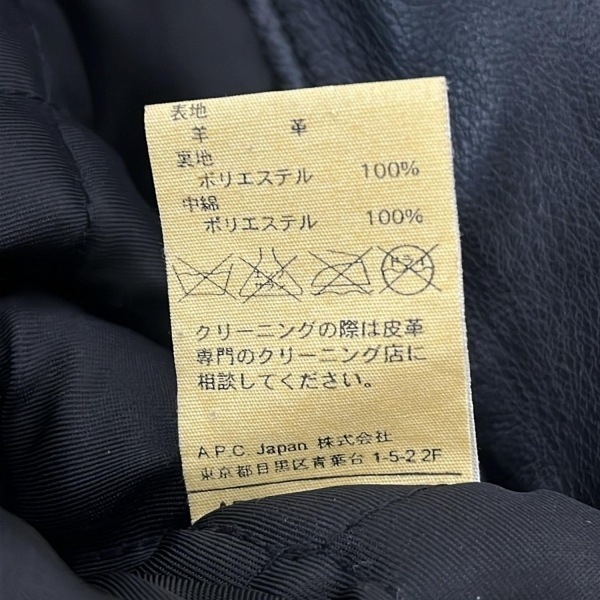 表地
羊 革
裏地
ポリエステル 100%
中綿
ポリエステル 100%
ドライ
クリーニングの際は皮革
専門のクリーニング店に
相談してください。
A.P.C. Japan 株式会社
東京都目黒区青葉台 1-5-2 2F